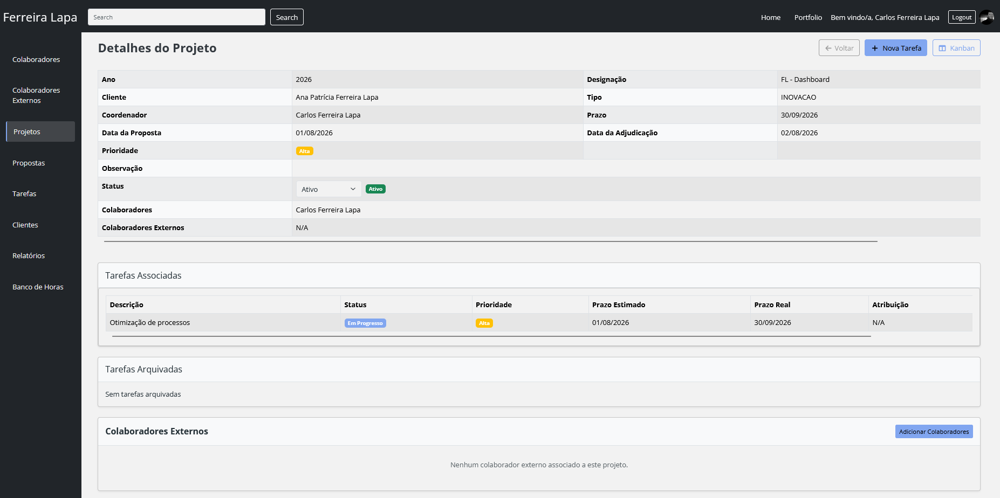 Ferreira Lapa
Search
Search
Home
Portfolio
Bem vindo/a, Carlos Ferreira Lapa
Logout
Colaboradores
Colaboradores
Externos
Projetos
Propostas
Tarefas
Clientes
Relatórios
Banco de Horas
Detalhes do Projeto
Voltar
Nova Tarefa
Kanban
Ano 2026 Designação FL - Dashboard
Cliente Ana Patrícia Ferreira Lapa Tipo INOVACAO
Coordenador Carlos Ferreira Lapa Prazo 30/09/2026
Data da Proposta 01/08/2026 Data da Adjudicação 02/08/2026
Prioridade Alta
Observação
Status Ativo Ativo
Colaboradores Carlos Ferreira Lapa
Colaboradores Externos N/A
Tarefas Associadas
Descrição Status Prioridade Prazo Estimado Prazo Real Atribuição
Otimização de processos Em Progresso Alta 01/08/2026 30/09/2026 N/A
Tarefas Arquivadas
Sem tarefas arquivadas
Colaboradores Externos
Adicionar Colaboradores
Nenhum colaborador externo associado a este projeto.